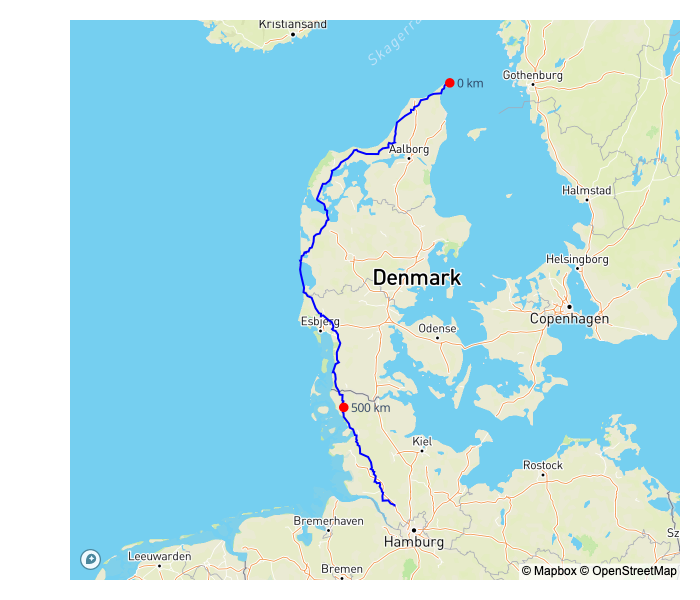 Kristiansand
Skagerra
Gothenburg
0 km
Aalborg
Halmstad
Helsingborg
Denmark
Copenhagen
Esbjerg
Odense
500 km
Kiel
Rostock
Bremerhaven
Sz
Hamburg
Leeuwarden
Bremen
© Mapbox © OpenStreetMap